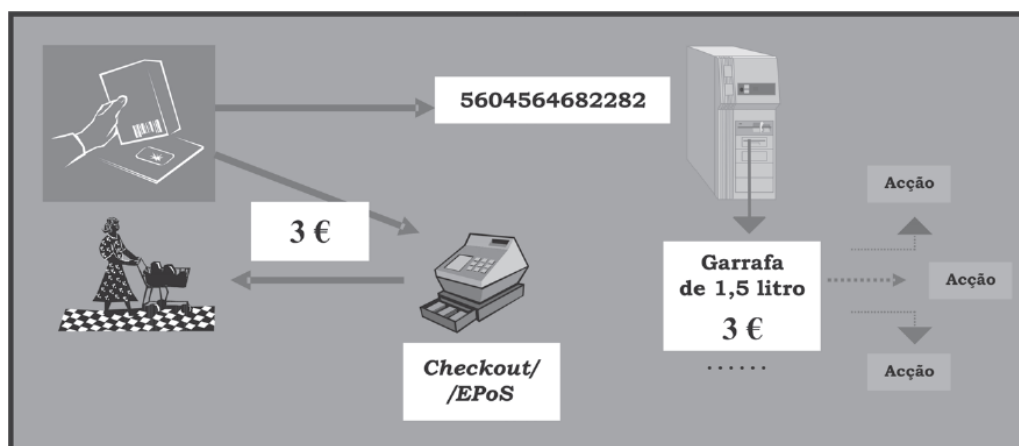 5604564682282
3 €
Checkout/
/EPoS
Garrafa
de 1,5 litro
3 €
......
Acção
Acção
Acção